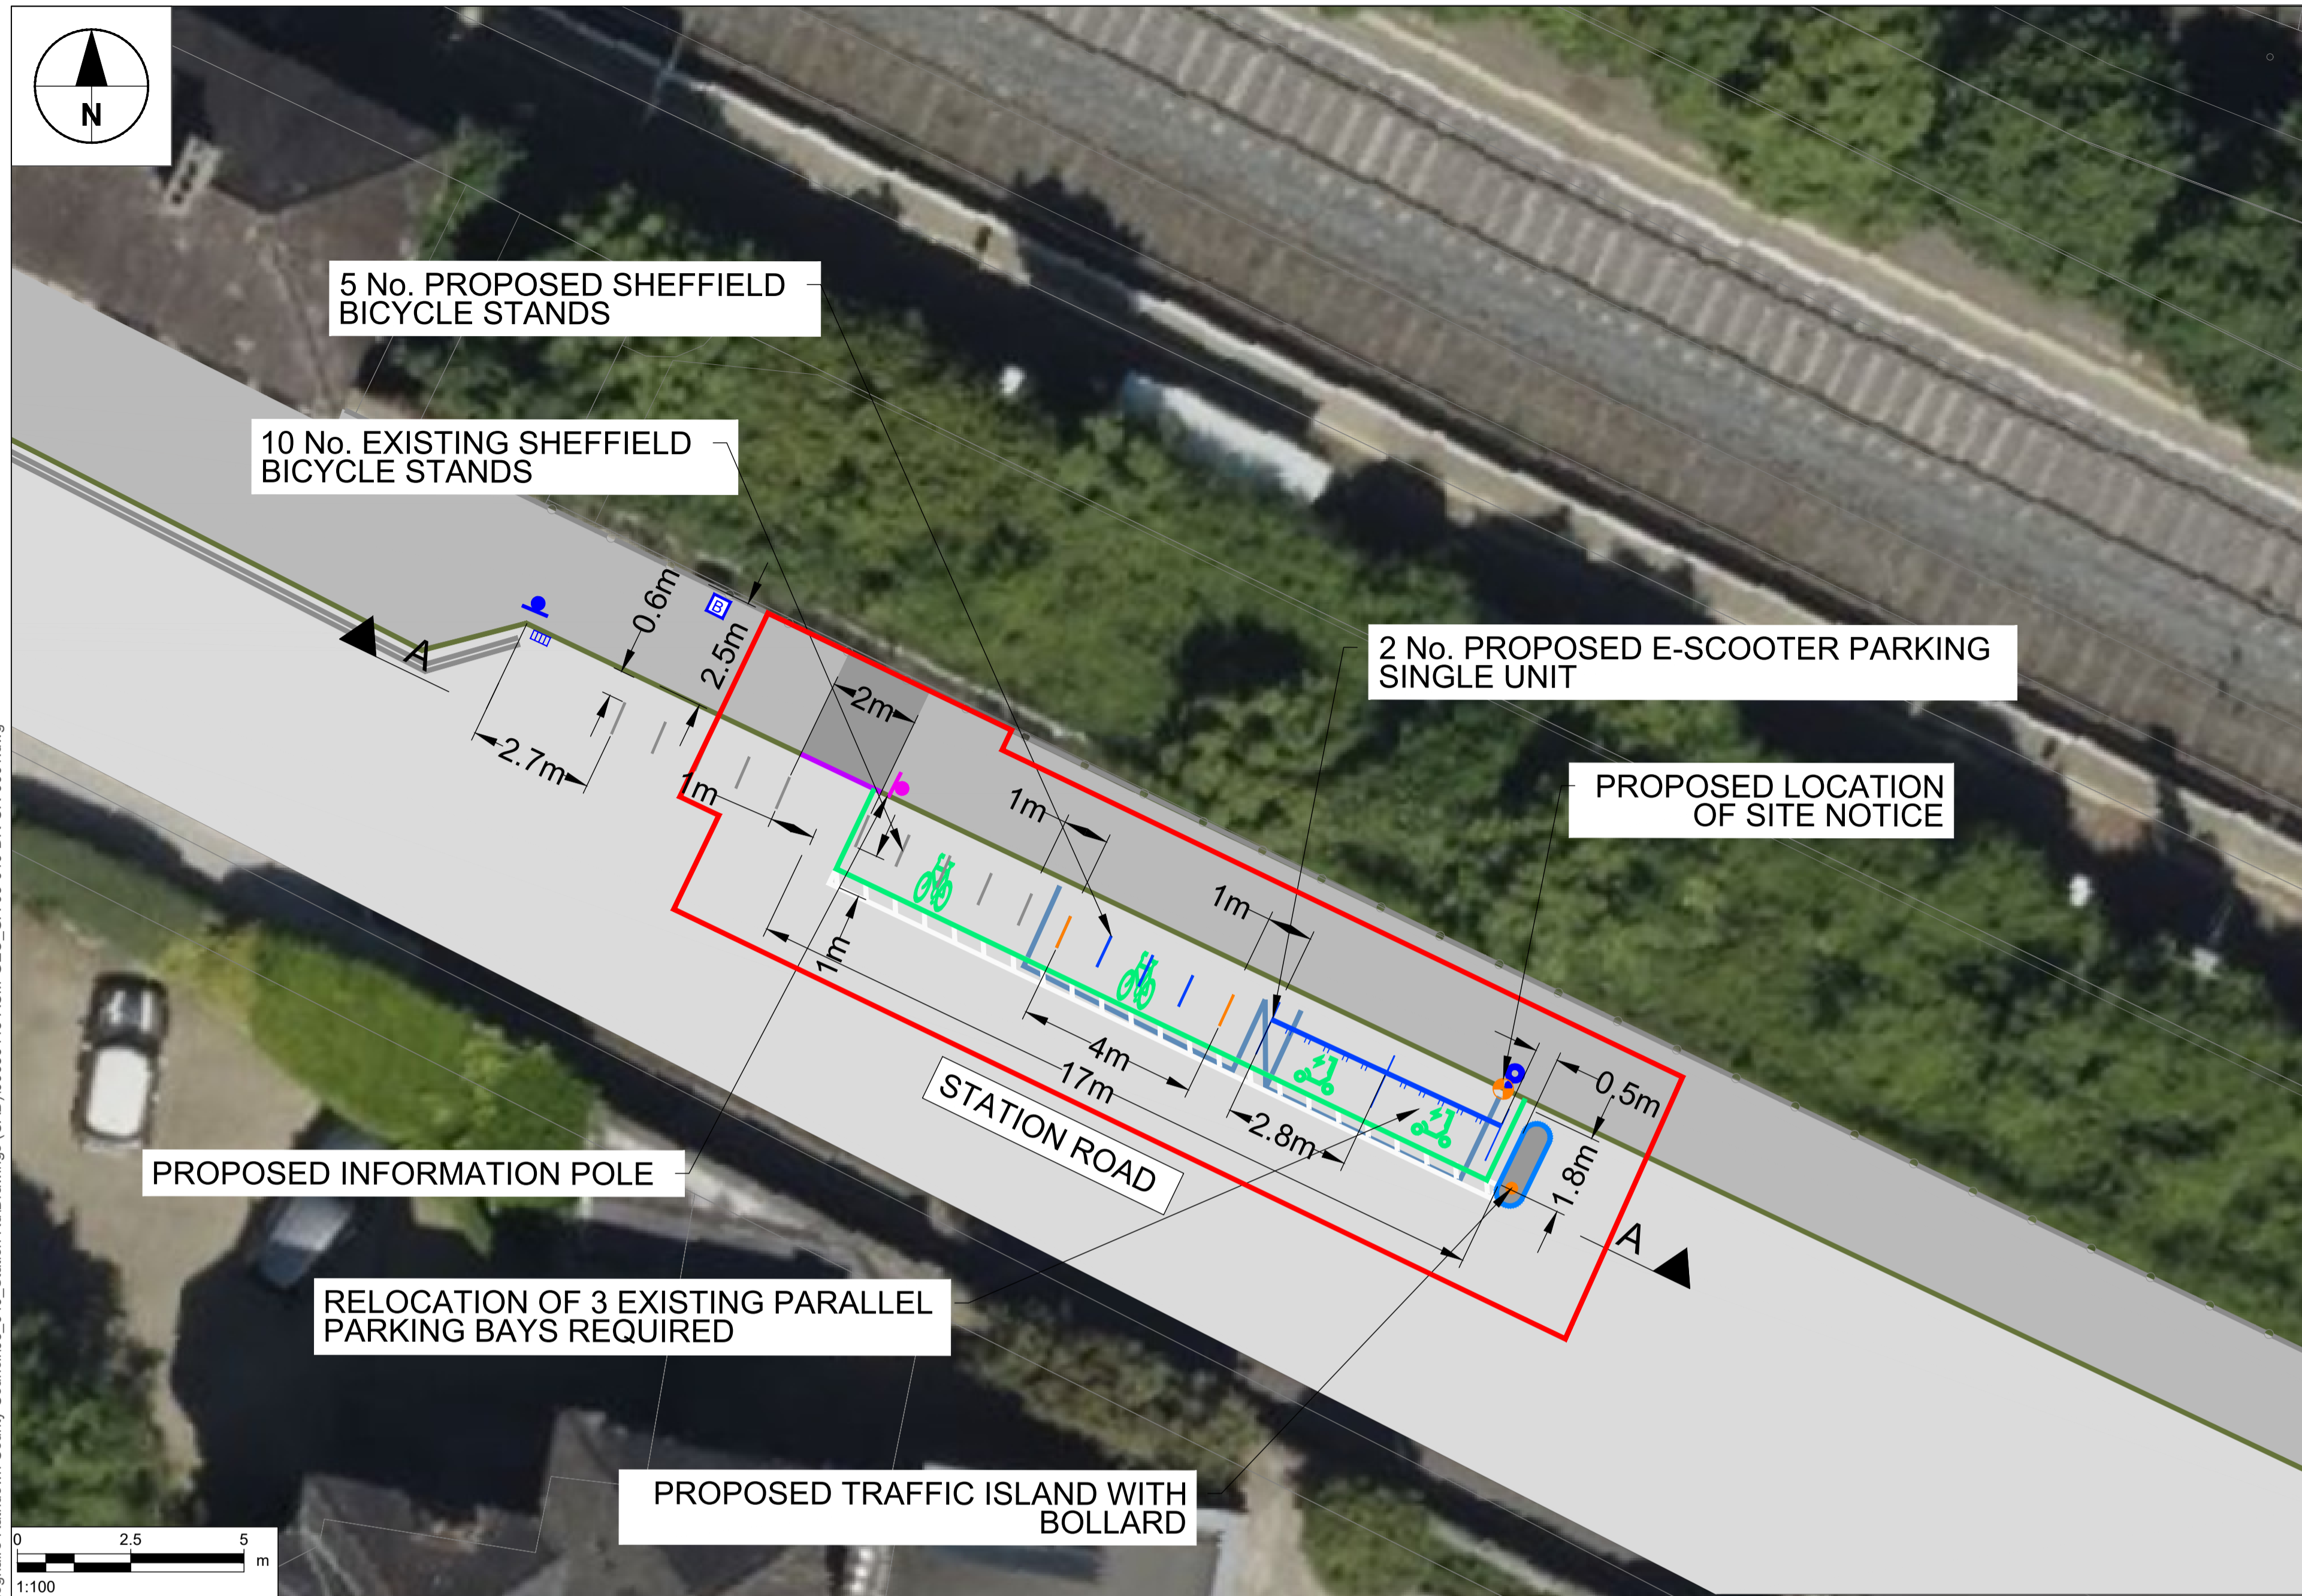 N
5 No. PROPOSED SHEFFIELD
BICYCLE STANDS
10 No. EXISTING SHEFFIELD
BICYCLE STANDS
0.6m
B
2.5m
A
2m
2.7m
1m
2 No. PROPOSED E-SCOOTER PARKING
SINGLE UNIT
PROPOSED LOCATION
OF SITE NOTICE
1m
1m
1m
4m
17m
0.5m
2.8m
STATION ROAD
1.8m
A
PROPOSED INFORMATION POLE
RELOCATION OF 3 EXISTING PARALLEL
PARKING BAYS REQUIRED
PROPOSED TRAFFIC ISLAND WITH
BOLLARD
0 2.5 5
m
1:100